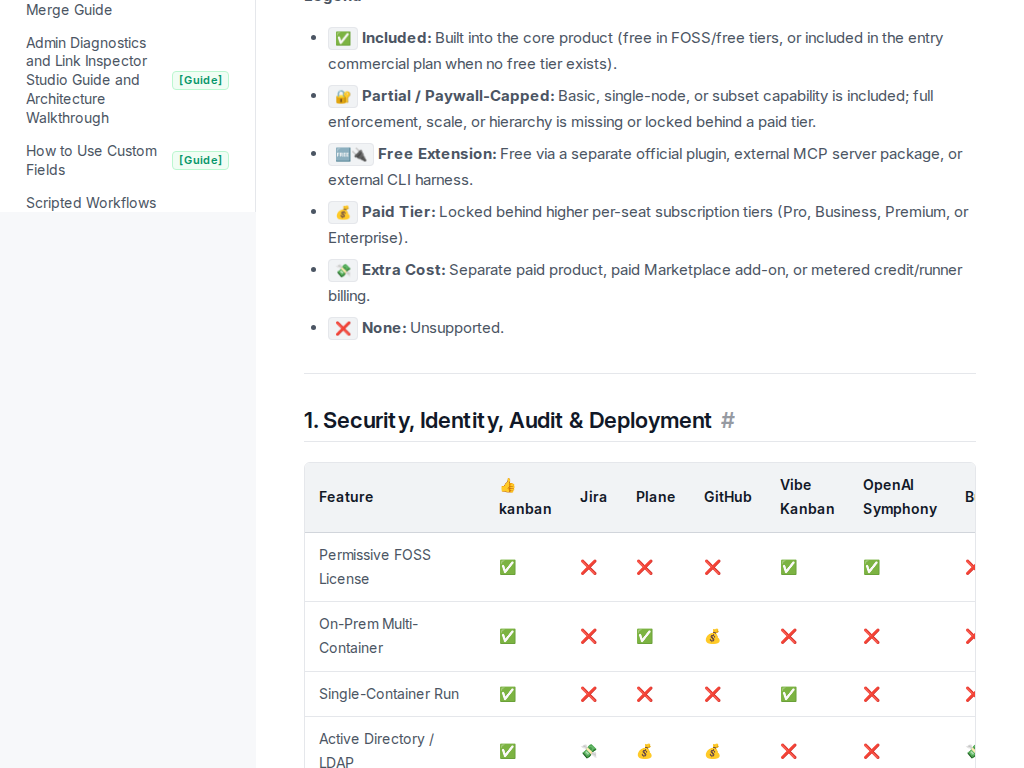 Merge Guide
Admin Diagnostics
and Link Inspector
Studio Guide and
Architecture
Walkthrough
[Guide]
How to Use Custom
Fields
[Guide]
Scripted Workflows
✅ Included: Built into the core product (free in FOSS/free tiers, or included in the entry
commercial plan when no free tier exists).
🔐 Partial / Paywall-Capped: Basic, single-node, or subset capability is included; full
enforcement, scale, or hierarchy is missing or locked behind a paid tier.
🆓🔌 Free Extension: Free via a separate official plugin, external MCP server package, or
external CLI harness.
💰 Paid Tier: Locked behind higher per-seat subscription tiers (Pro, Business, Premium, or
Enterprise).
💸 Extra Cost: Separate paid product, paid Marketplace add-on, or metered credit/runner
billing.
❌ None: Unsupported.
1. Security, Identity, Audit & Deployment #
Feature 👍 kanban Jira Plane GitHub Vibe Kanban OpenAI Symphony
Permissive FOSS
License ✅ ❌ ❌ ❌ ✅ ✅ ❌
On-Prem Multi-
Container ✅ ❌ ✅ 💰 ❌ ❌ ❌
Single-Container Run ✅ ❌ ❌ ❌ ✅ ❌ ❌
Active Directory /
LDAP ✅ 💸 💰 💰 ❌ ❌ 💸